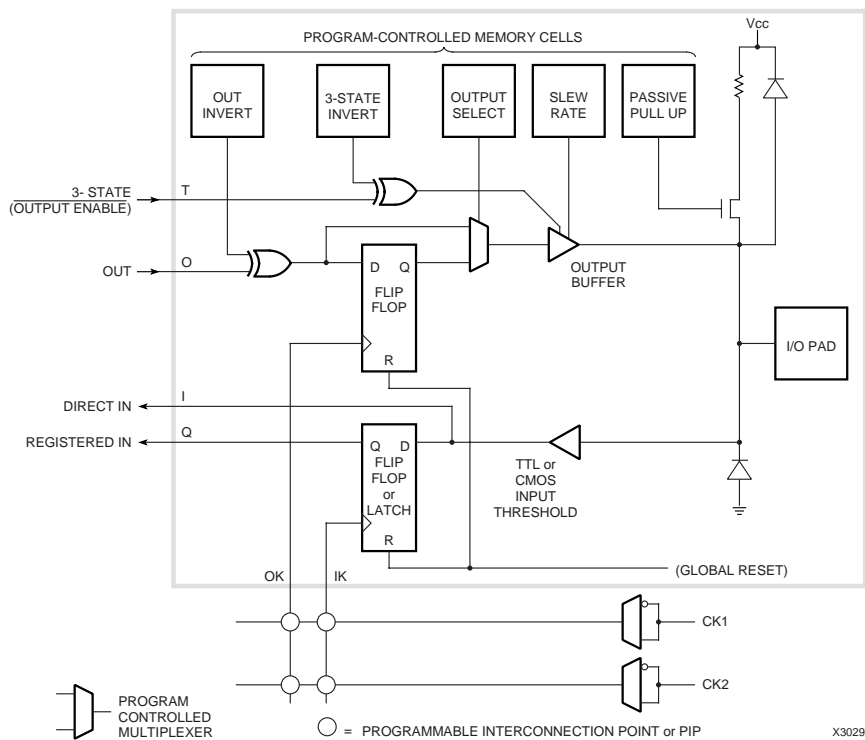 Vcc
PROGRAM-CONTROLLED MEMORY CELLS
OUT
INVERT
3-STATE
INVERT
OUTPUT
SELECT
SLEW
RATE
PASSIVE
PULL UP
3- STATE
(OUTPUT ENABLE)
T
OUT
O
D Q
FLIP
FLOP
R
OUTPUT
BUFFER
I/O PAD
DIRECT IN
I
REGISTERED IN
Q
Q D
FLIP
FLOP
or
LATCH
R
TTL or
CMOS
INPUT
THRESHOLD
OK
IK
(GLOBAL RESET)
CK1
CK2
PROGRAM
CONTROLLED
MULTIPLEXER
= PROGRAMMABLE INTERCONNECTION POINT or PIP
X3029